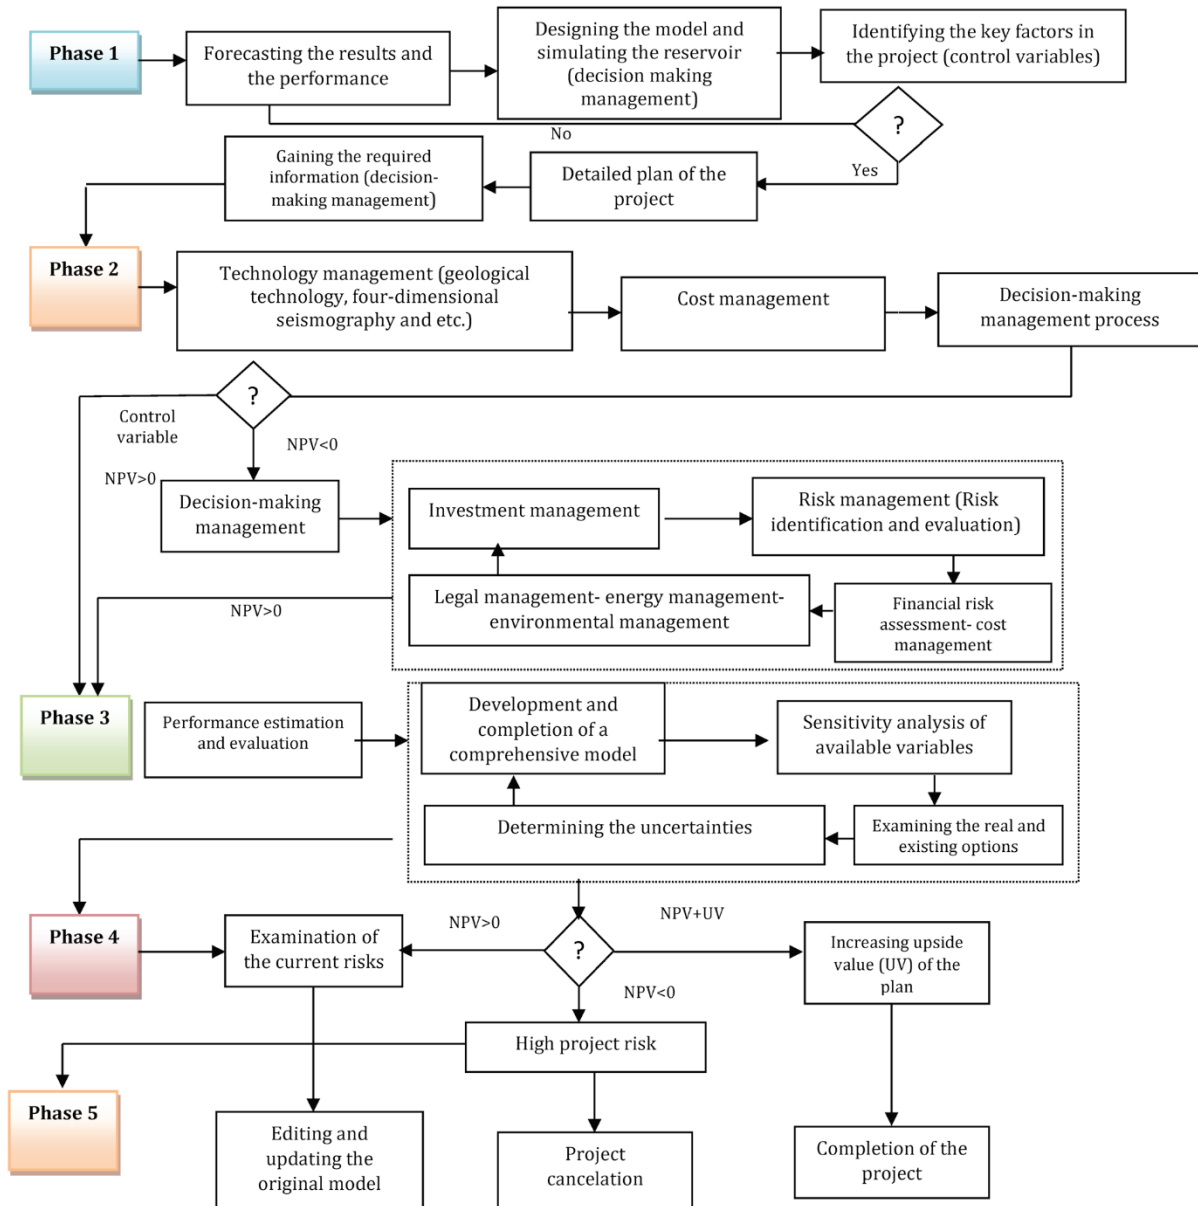 Phase 1
Forecasting the results and
the performance
Designing the model and
simulating the reservoir
(decision making
management)
Identifying the key factors in
the project (control variables)
?
No
Yes
Detailed plan of the
project
Gaining the required
information (decision-
making management)
Phase 2
Technology management (geological
technology, four-dimensional
seismography and etc.)
Cost management
Decision-making
management process
?
Control
variable
NPV<0
NPV>0
Decision-making
management
Investment management
Risk management (Risk
identification and evaluation)
Financial risk
assessment- cost
management
Legal management- energy management-
environmental management
NPV>0
Phase 3
Performance estimation
and evaluation
Development and
completion of a
comprehensive model
Sensitivity analysis of
available variables
Examining the real and
existing options
Determining the uncertainties
Phase 4
Examination of
the current risks
NPV>0
?
NPV+UV
NPV<0
Increasing upside
value (UV) of the
plan
High project risk
Phase 5
Editing and
updating the
original model
Project
cancelation
Completion of the
project